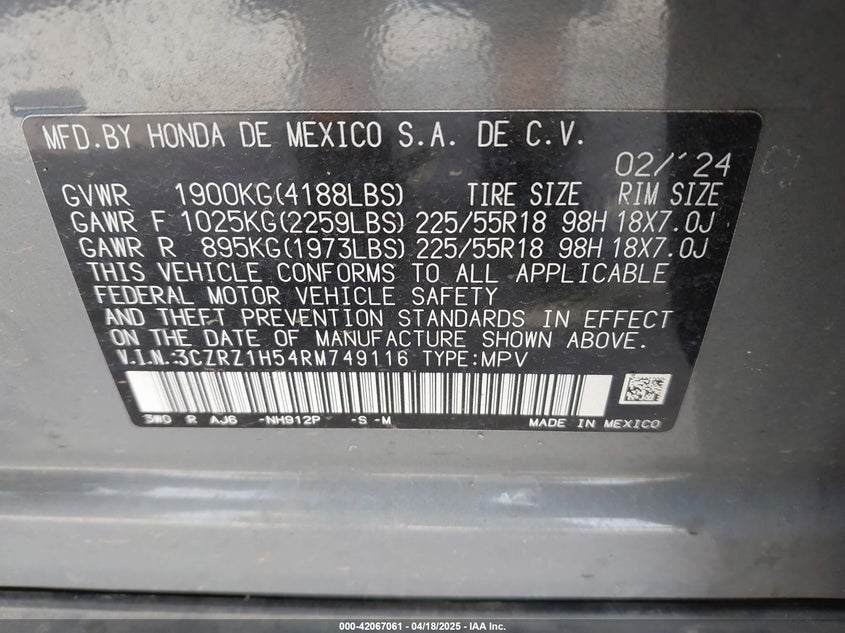 MFD.BY HONDA DE MEXICO S.A. DE C.V.
02/'24
GVWR 1900KG(4188LBS) TIRE SIZE RIM SIZE
GAWR F 1025KG(2259LBS) 225/55R18 98H 18X7.0J
GAWR R 895KG(1973LBS) 225/55R18 98H 18X7.0J
THIS VEHICLE CONFORMS TO ALL APPLICABLE
FEDERAL MOTOR VEHICLE SAFETY
AND THEFT PREVENTION STANDARDS IN EFFECT
ON THE DATE OF MANUFACTURE SHOWN ABOVE.
V.I.N.:3CZRZ1H54RM749116 TYPE:MPV
3W0 R AJ6 -NH912P -S -M MADE IN MEXICO
000-42067061 | 04/18/2025 - IAA Inc.